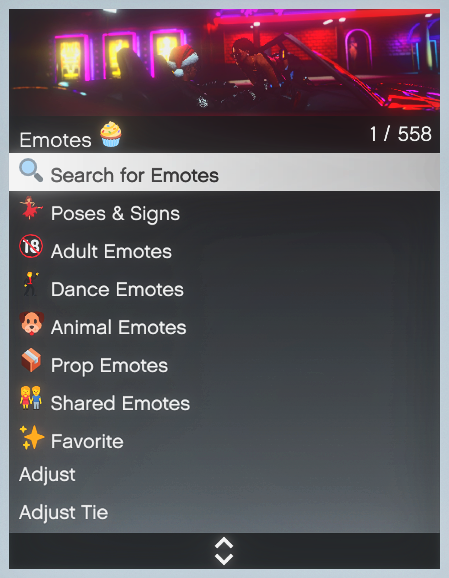 Emotes 🧁 1 / 558
Search for Emotes
Poses & Signs
🔞 Adult Emotes
Dance Emotes
Animal Emotes
Prop Emotes
Shared Emotes
Favorite
Adjust
Adjust Tie